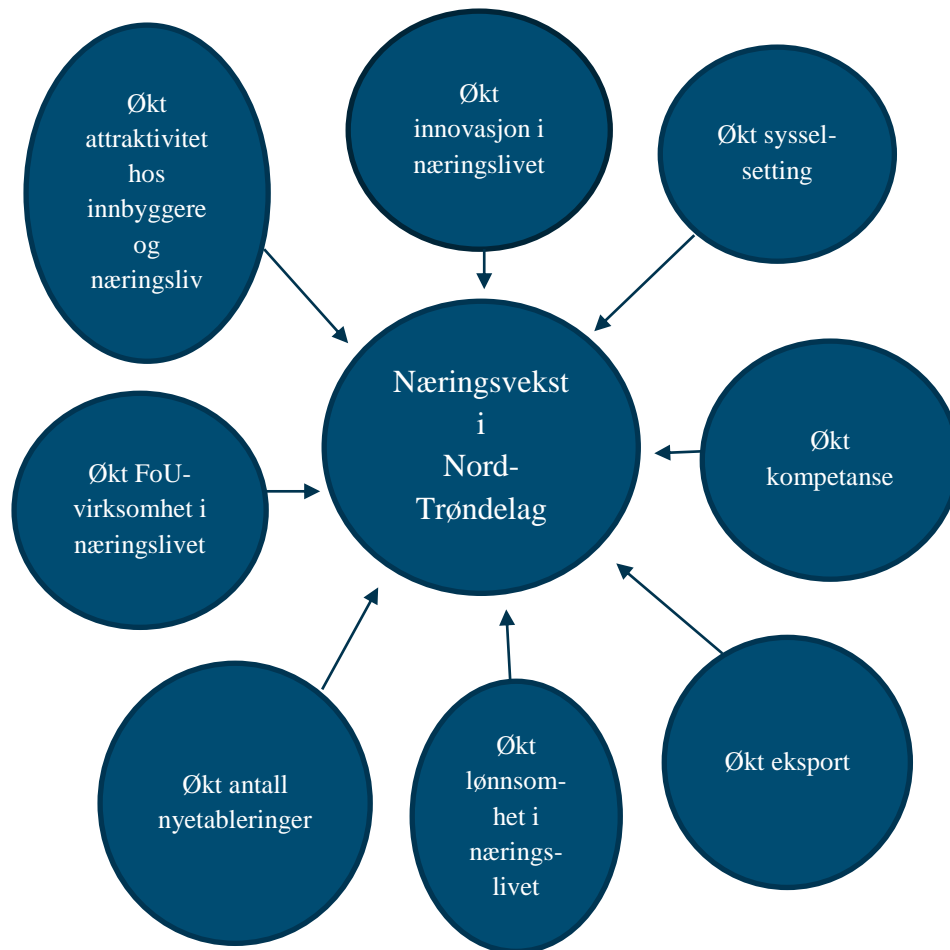 Økt
attraktivitet
hos
innbyggere
og
næringsliv
Økt
innovasjon i
næringslivet
Økt syssel-
setting
Næringsvekst
i
Nord-
Trøndelag
Økt
kompetanse
Økt FoU-
virksomhet i
næringslivet
Økt antall
nyetableringer
Økt
lønnsom-
het i
nærings-
livet
Økt eksport